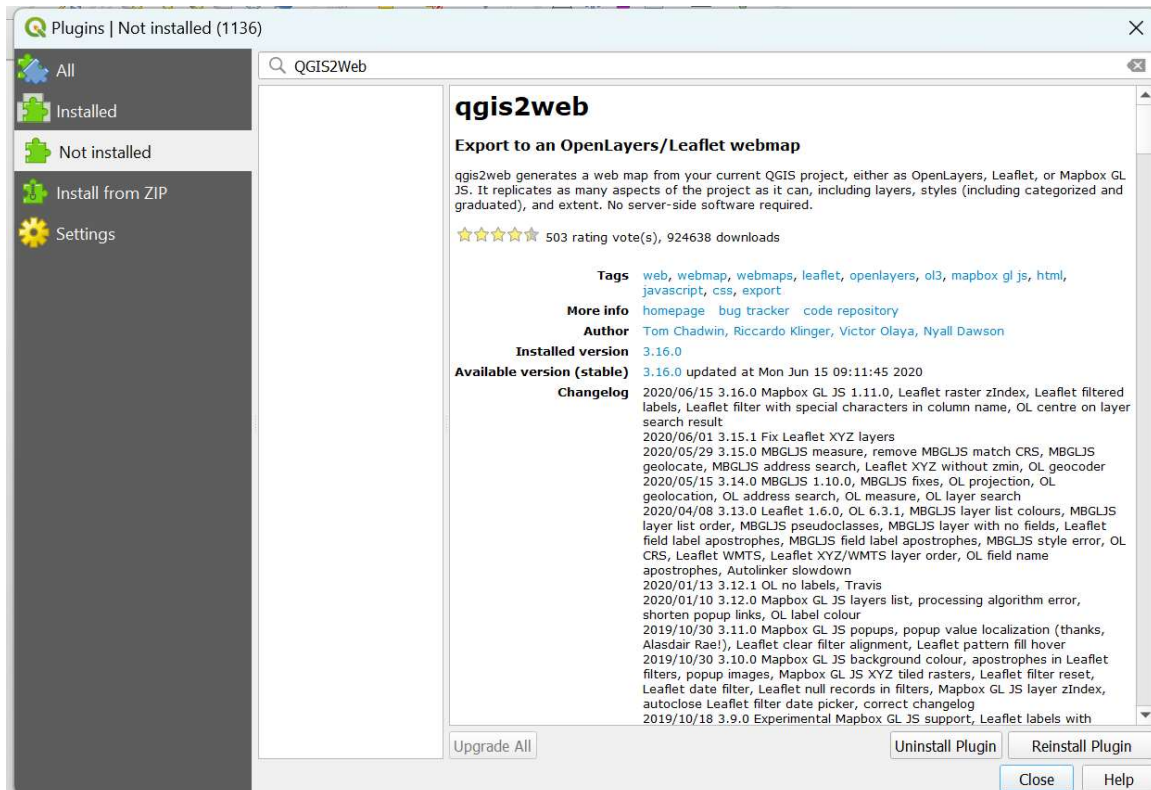 Plugins | Not installed (1136)
All
Installed
Not installed
Install from ZIP
Settings
QGIS2Web
qgis2web
Export to an OpenLayers/Leaflet webmap
qgis2web generates a web map from your current QGIS project, either as OpenLayers, Leaflet, or Mapbox GL
JS. It replicates as many aspects of the project as it can, including layers, styles (including categorized and
graduated), and extent. No server-side software required.
503 rating vote(s), 924638 downloads
Tags web, webmap, webmaps, leaflet, openlayers, ol3, mapbox gl js, html,
javascript, css, export
More info homepage bug tracker code repository
Author Tom Chadwin, Riccardo Klinger, Victor Olaya, Nyall Dawson
Installed version 3.16.0
Available version (stable) 3.16.0 updated at Mon Jun 15 09:11:45 2020
Changelog 2020/06/15 3.16.0 Mapbox GL JS 1.11.0, Leaflet raster zIndex, Leaflet filtered
labels, Leaflet filter with special characters in column name, OL centre on layer
search result
2020/06/01 3.15.1 Fix Leaflet XYZ layers
2020/05/29 3.15.0 MBGLJS measure, remove MBGLJS match CRS, MBGLJS
geolocate, MBGLJS address search, Leaflet XYZ without zmin, OL geocoder
2020/05/15 3.14.0 MBGLJS 1.10.0, MBGLJS fixes, OL projection, OL
geolocation, OL address search, OL measure, OL layer search
2020/04/08 3.13.0 Leaflet 1.6.0, OL 6.3.1, MBGLJS layer list colours, MBGLJS
layer list order, MBGLJS pseudoclasses, MBGLJS layer with no fields, Leaflet
field label apostrophes, MBGLJS field label apostrophes, MBGLJS style error, OL
CRS, Leaflet WMTS, Leaflet XYZ/WMTS layer order, OL field name
apostrophes, Autolinker slowdown
2020/01/13 3.12.1 OL no labels, Travis
2020/01/10 3.12.0 Mapbox GL JS layers list, processing algorithm error,
shorten popup links, OL label colour
2019/10/30 3.11.0 Mapbox GL JS popups, popup value localization (thanks,
Alasdair Rae!), Leaflet clear filter alignment, Leaflet pattern fill hover
2019/10/30 3.10.0 Mapbox GL JS background colour, apostrophes in Leaflet
filters, popup images, Mapbox GL JS XYZ tiled rasters, Leaflet filter reset,
Leaflet date filter, Leaflet null records in filters, Mapbox GL JS layer zIndex,
autoclose Leaflet filter date picker, correct changelog
2019/10/18 3.9.0 Experimental Mapbox GL JS support, Leaflet labels with
Upgrade All
Uninstall Plugin
Reinstall Plugin
Close
Help